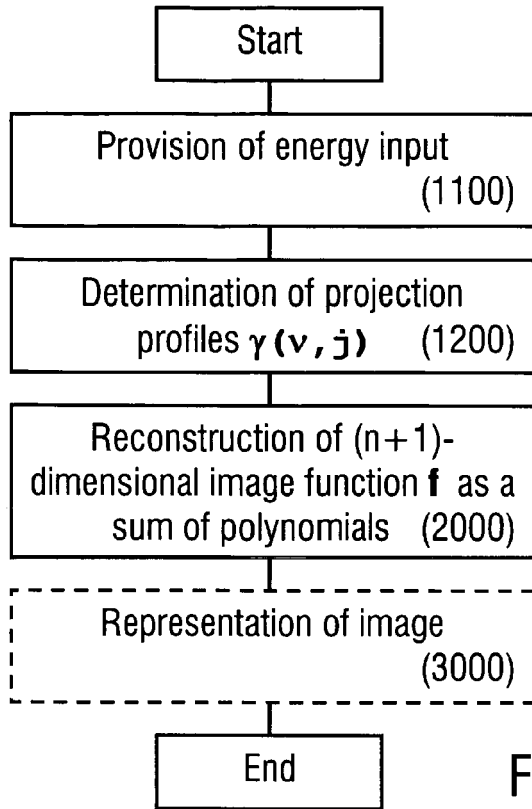 Start
Provision of energy input
(1100)
Determination of projection
profiles γ(ν,j) (1200)
Reconstruction of (n+1)-
dimensional image function f as a
sum of polynomials (2000)
Representation of image
(3000)
End
F